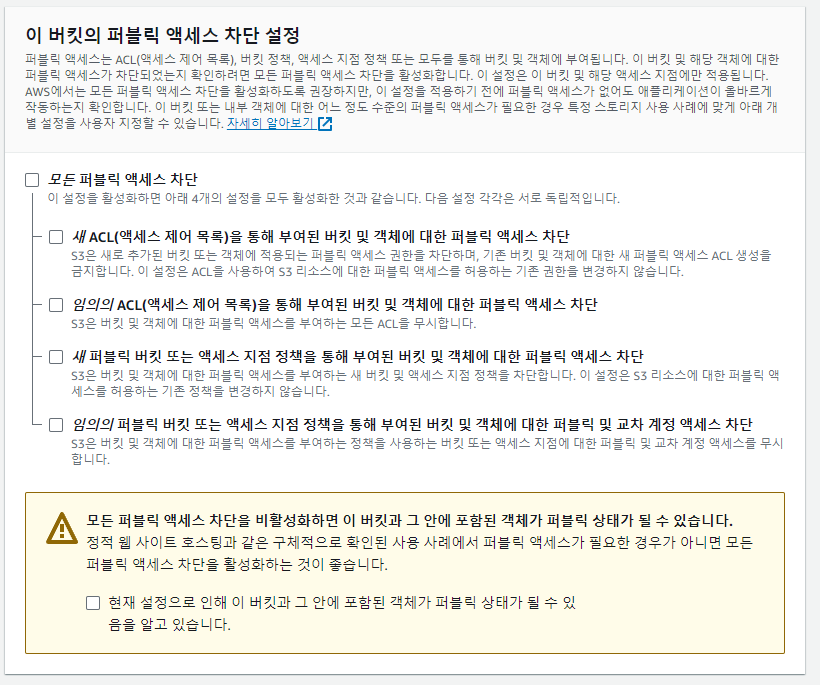 이 버킷의 퍼블릭 액세스 차단 설정
퍼블릭 액세스는 ACL(액세스 제어 목록), 버킷 정책, 액세스 지점 정책 또는 모두를 통해 버킷 및 객체에 부여됩니다. 이 버킷 및 해당 객체에 대한
퍼블릭 액세스가 차단되었는지 확인하려면 모든 퍼블릭 액세스 차단을 활성화합니다. 이 설정은 이 버킷 및 해당 액세스 지점에만 적용됩니다.
AWS에서는 모든 퍼블릭 액세스 차단을 활성화하도록 권장하지만, 이 설정을 적용하기 전에 퍼블릭 액세스가 없어도 애플리케이션이 올바르게
작동하는지 확인합니다. 이 버킷 또는 내부 객체에 대한 어느 정도 수준의 퍼블릭 액세스가 필요한 경우 특정 스토리지 사용 사례에 맞게 아래 개
별 설정을 사용자 지정할 수 있습니다. 자세히 알아보기
모든 퍼블릭 액세스 차단
이 설정을 활성화하면 아래 4개의 설정을 모두 활성화한 것과 같습니다. 다음 설정 각각은 서로 독립적입니다.
새 ACL(액세스 제어 목록)을 통해 부여된 버킷 및 객체에 대한 퍼블릭 액세스 차단
S3은 새로 추가된 버킷 또는 객체에 적용되는 퍼블릭 액세스 권한을 차단하며, 기존 버킷 및 객체에 대한 새 퍼블릭 액세스 ACL 생성을
금지합니다. 이 설정은 ACL을 사용하여 S3 리소스에 대한 퍼블릭 액세스를 허용하는 기존 권한을 변경하지 않습니다.
임의의 ACL(액세스 제어 목록)을 통해 부여된 버킷 및 객체에 대한 퍼블릭 액세스 차단
S3은 버킷 및 객체에 대한 퍼블릭 액세스를 부여하는 모든 ACL을 무시합니다.
새 퍼블릭 버킷 또는 액세스 지점 정책을 통해 부여된 버킷 및 객체에 대한 퍼블릭 액세스 차단
S3은 버킷 및 객체에 대한 퍼블릭 액세스를 부여하는 새 버킷 및 액세스 지점 정책을 차단합니다. 이 설정은 S3 리소스에 대한 퍼블릭 액
세스를 허용하는 기존 정책을 변경하지 않습니다.
임의의 퍼블릭 버킷 또는 액세스 지점 정책을 통해 부여된 버킷 및 객체에 대한 퍼블릭 및 교차 계정 액세스 차단
S3은 버킷 및 객체에 대한 퍼블릭 액세스를 부여하는 정책을 사용하는 버킷 또는 액세스 지점에 대한 퍼블릭 및 교차 계정 액세스를 무시
합니다.
모든 퍼블릭 액세스 차단을 비활성화하면 이 버킷과 그 안에 포함된 객체가 퍼블릭 상태가 될 수 있습니다.
정적 웹 사이트 호스팅과 같은 구체적으로 확인된 사용 사례에서 퍼블릭 액세스가 필요한 경우가 아니면 모든
퍼블릭 액세스 차단을 활성화하는 것이 좋습니다.
현재 설정으로 인해 이 버킷과 그 안에 포함된 객체가 퍼블릭 상태가 될 수 있
음을 알고 있습니다.